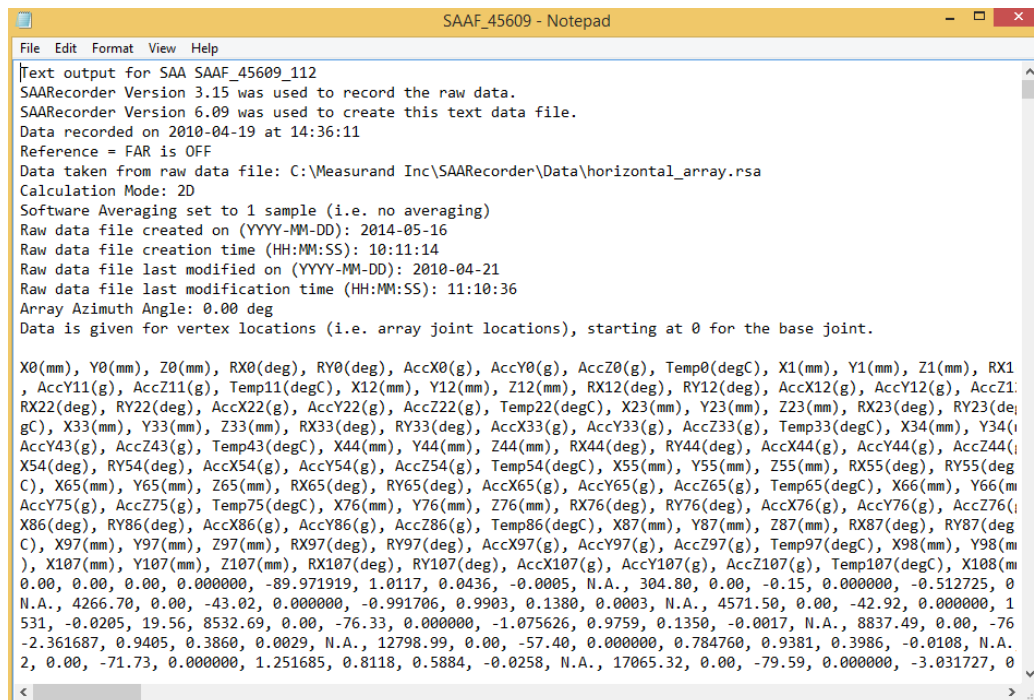 SAAF_45609 - Notepad
File Edit Format View Help
Text output for SAA SAAF_45609_112
SAARecorder Version 3.15 was used to record the raw data.
SAARecorder Version 6.09 was used to create this text data file.
Data recorded on 2010-04-19 at 14:36:11
Reference = FAR is OFF
Data taken from raw data file: C:\Measurand Inc\SAARecorder\Data\horizontal_array.rsa
Calculation Mode: 2D
Software Averaging set to 1 sample (i.e. no averaging)
Raw data file created on (YYYY-MM-DD): 2014-05-16
Raw data file creation time (HH:MM:SS): 10:11:14
Raw data file last modified on (YYYY-MM-DD): 2010-04-21
Raw data file last modification time (HH:MM:SS): 11:10:36
Array Azimuth Angle: 0.00 deg
Data is given for vertex locations (i.e. array joint locations), starting at 0 for the base joint.
X0(mm), Y0(mm), Z0(mm), RX0(deg), RY0(deg), AccX0(g), AccY0(g), AccZ0(g), Temp0(degC), X1(mm), Y1(mm), Z1(mm), RX1
, AccY11(g), AccZ11(g), Temp11(degC), X12(mm), Y12(mm), Z12(mm), RX12(deg), RY12(deg), AccX12(g), AccY12(g), AccZ1
RX22(deg), RY22(deg), AccX22(g), AccY22(g), AccZ22(g), Temp22(degC), X23(mm), Y23(mm), Z23(mm), RX23(deg), RY23(de
gC), X33(mm), Y33(mm), Z33(mm), RX33(deg), RY33(deg), AccX33(g), AccY33(g), AccZ33(g), Temp33(degC), X34(mm), Y34(
AccY43(g), AccZ43(g), Temp43(degC), X44(mm), Y44(mm), Z44(mm), RX44(deg), RY44(deg), AccX44(g), AccY44(g), AccZ44(
X54(deg), RY54(deg), AccX54(g), AccY54(g), AccZ54(g), Temp54(degC), X55(mm), Y55(mm), Z55(mm), RX55(deg), RY55(deg
C), X65(mm), Y65(mm), Z65(mm), RX65(deg), RY65(deg), AccX65(g), AccY65(g), AccZ65(g), Temp65(degC), X66(mm), Y66(m
AccY75(g), AccZ75(g), Temp75(degC), X76(mm), Y76(mm), Z76(mm), RX76(deg), RY76(deg), AccX76(g), AccY76(g), AccZ76(
X86(deg), RY86(deg), AccX86(g), AccY86(g), AccZ86(g), Temp86(degC), X87(mm), Y87(mm), Z87(mm), RX87(deg), RY87(deg
C), X97(mm), Y97(mm), Z97(mm), RX97(deg), RY97(deg), AccX97(g), AccY97(g), AccZ97(g), Temp97(degC), X98(mm), Y98(m
), X107(mm), Y107(mm), Z107(mm), RX107(deg), RY107(deg), AccX107(g), AccY107(g), AccZ107(g), Temp107(degC), X108(m
0.00, 0.00, 0.00, 0.000000, -89.971919, 1.0117, 0.0436, -0.0005, N.A., 304.80, 0.00, -0.15, 0.000000, -0.512725, 0
N.A., 4266.70, 0.00, -43.02, 0.000000, -0.991706, 0.9903, 0.1380, 0.0003, N.A., 4571.50, 0.00, -42.92, 0.000000, 1
531, -0.0205, 19.56, 8532.69, 0.00, -76.33, 0.000000, -1.075626, 0.9759, 0.1350, -0.0017, N.A., 8837.49, 0.00, -76
-2.361687, 0.9405, 0.3860, 0.0029, N.A., 12798.99, 0.00, -57.40, 0.000000, 0.784760, 0.9381, 0.3986, -0.0108, N.A.
2, 0.00, -71.73, 0.000000, 1.251685, 0.8118, 0.5884, -0.0258, N.A., 17065.32, 0.00, -79.59, 0.000000, -3.031727, 0